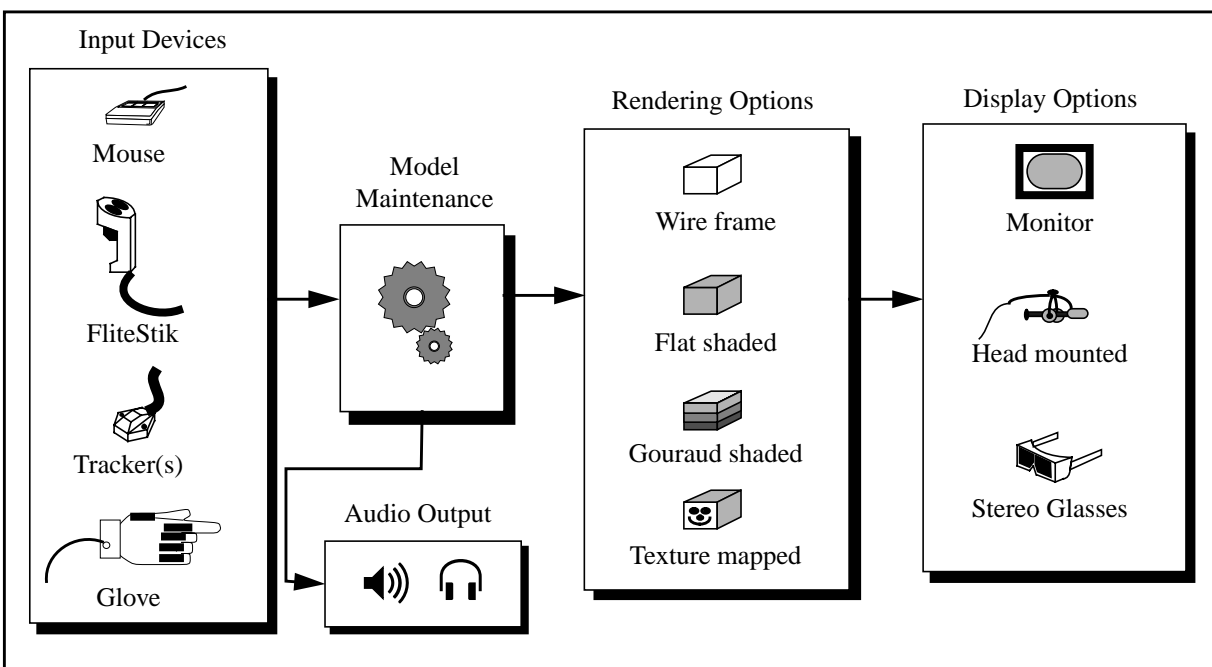 Input Devices
Mouse
FliteStik
Tracker(s)
Glove
Model
Maintenance
Audio Output
Rendering Options
Wire frame
Flat shaded
Gouraud shaded
Texture mapped
Display Options
Monitor
Head mounted
Stereo Glasses